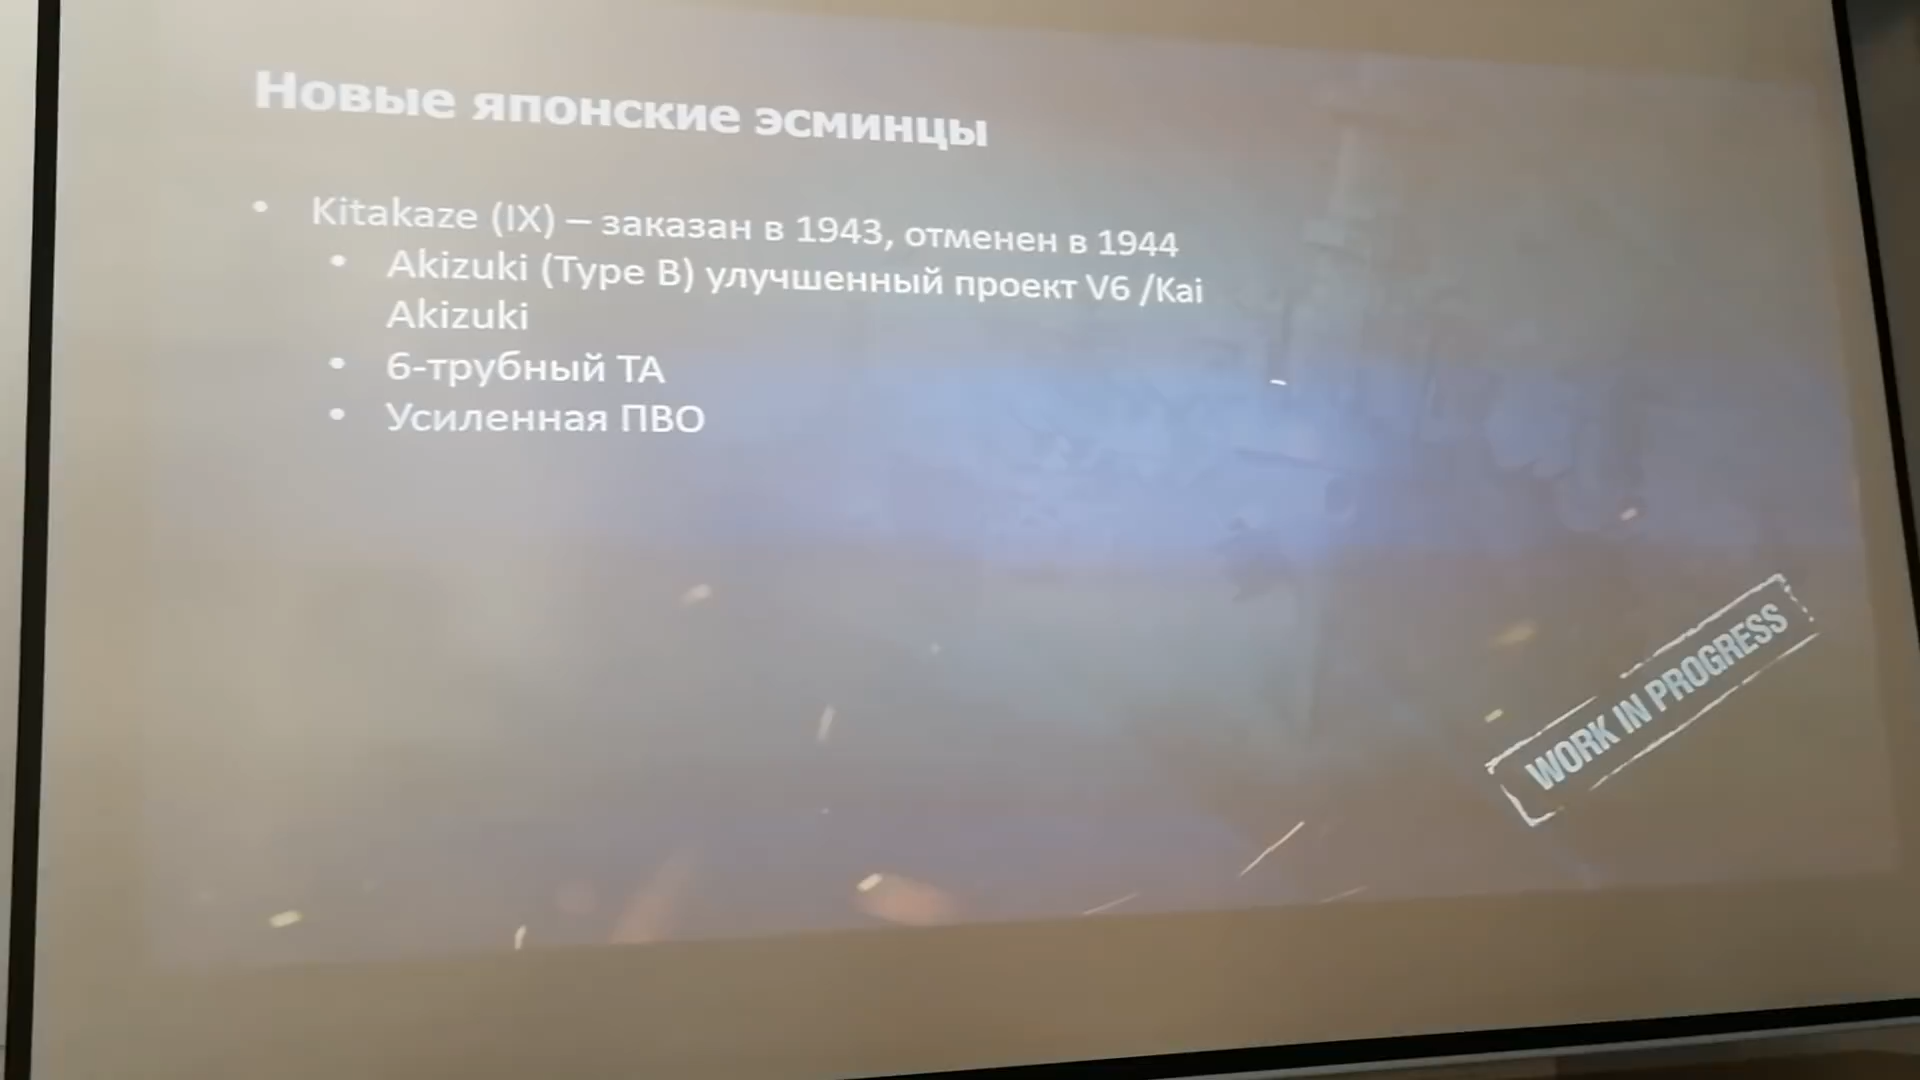 Новые японские эсминцы
• Kitakaze (IX) – заказан в 1943, отменен в 1944
• Akizuki (Type B) улучшенный проект V6 /Kai
Akizuki
• 6-трубный ТА
• Усиленная ПВО
WORK IN PROGRESS